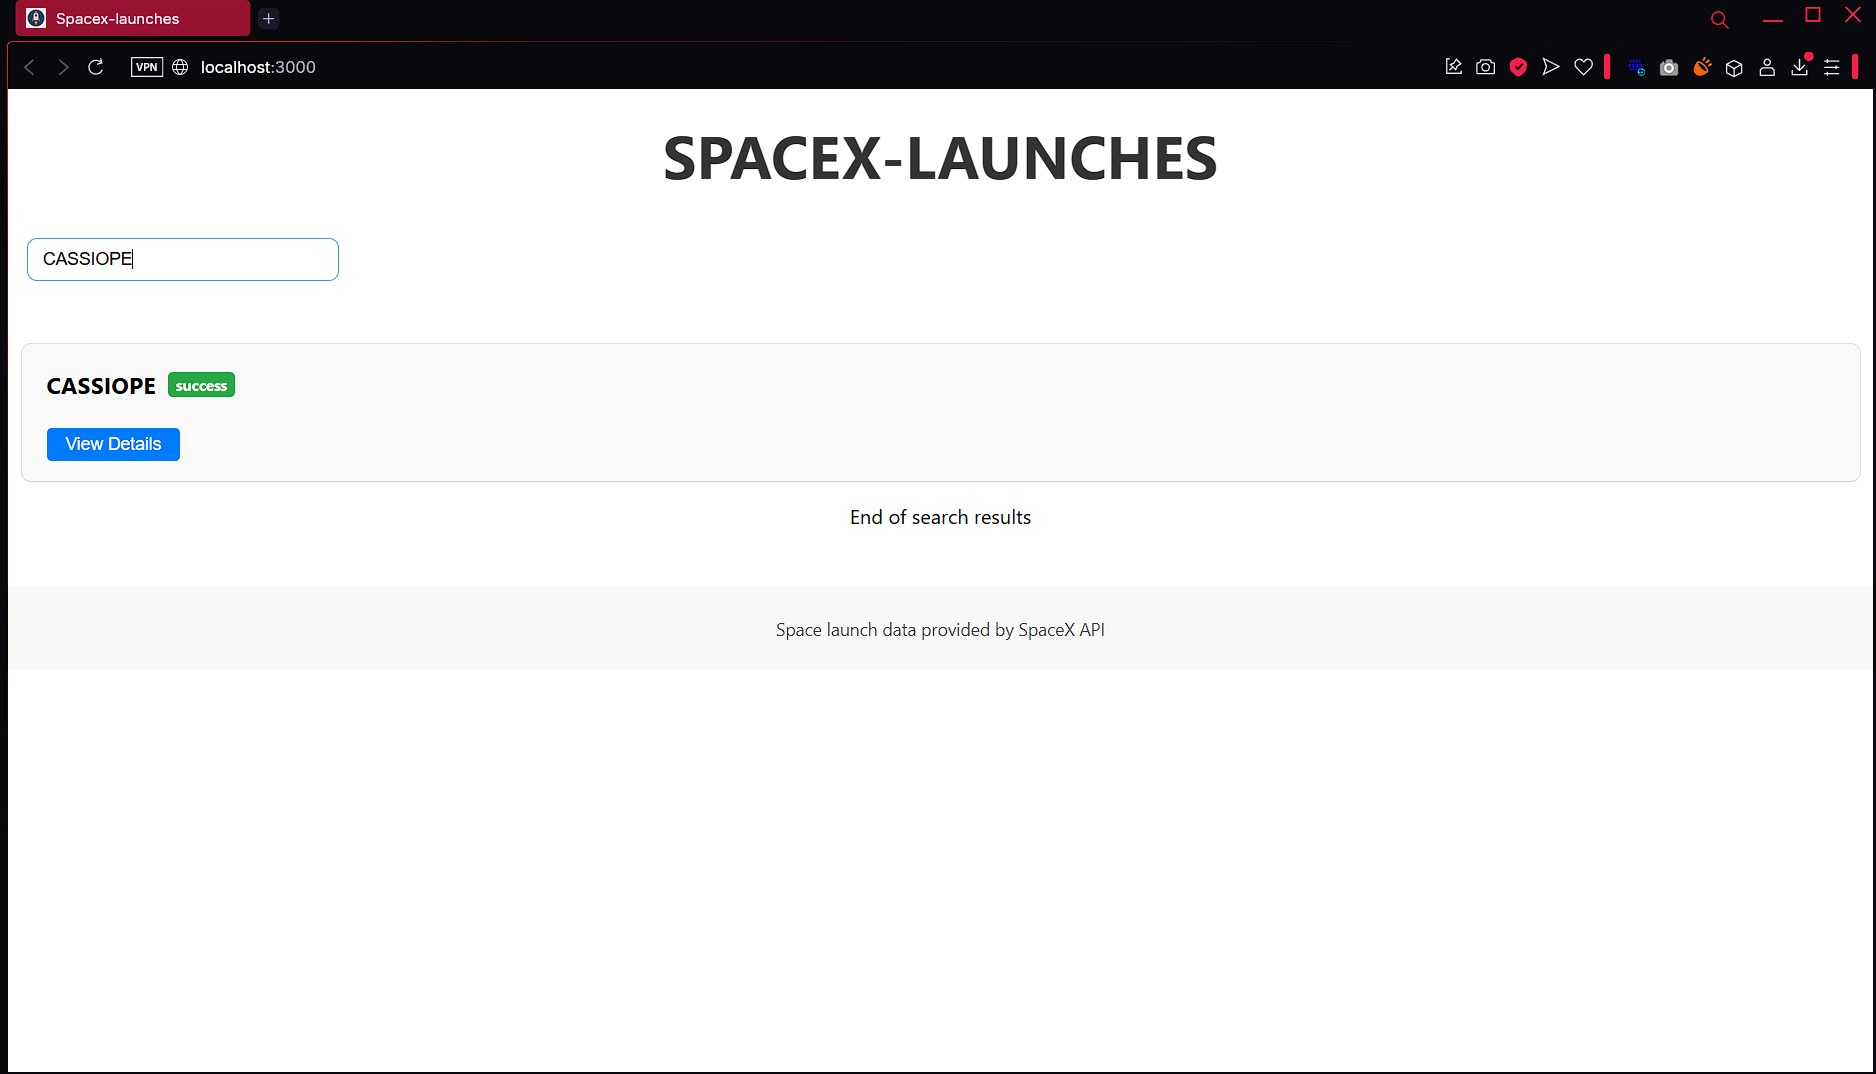 Spacex-launches
VPN localhost:3000
SPACEX-LAUNCHES
CASSIOPE
CASSIOPE success
View Details
End of search results
Space launch data provided by SpaceX API